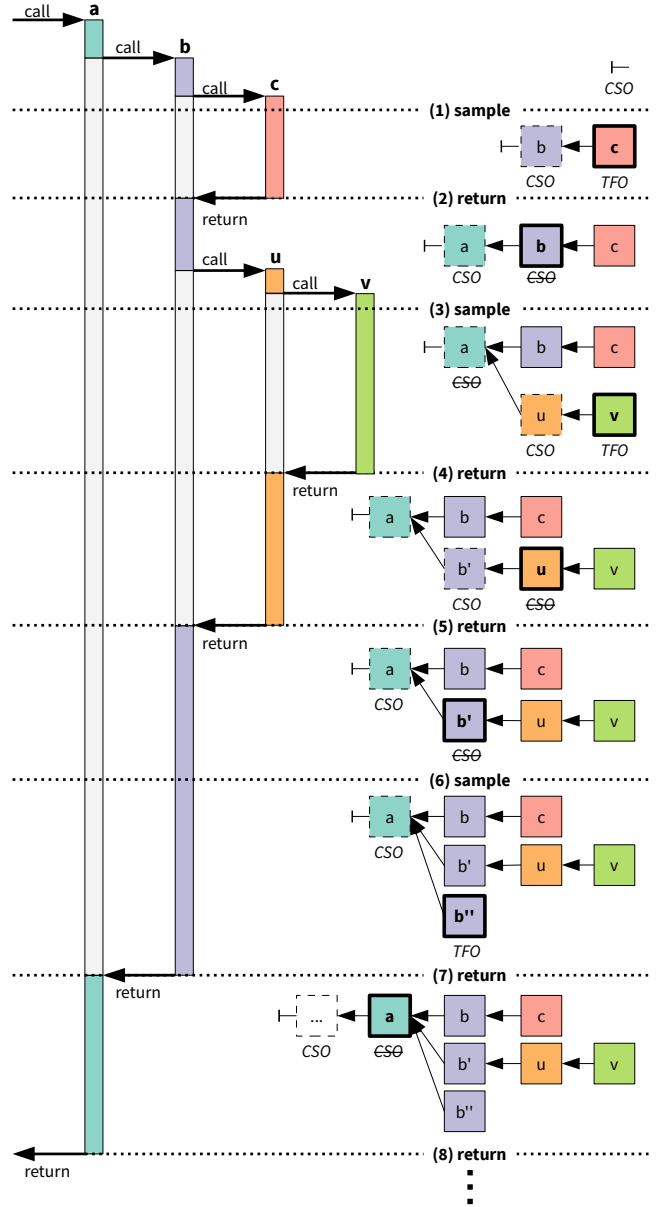 call
a
call
b
call
c
CSO
(1) sample
b
c
CSO
TFO
return
(2) return
a
b
c
CSO
CSO
call
u
call
v
(3) sample
a
b
c
CSO
u
v
CSO
TFO
return
(4) return
a
b
c
b'
u
v
CSO
CSO
return
(5) return
a
b
c
CSO
b'
u
v
CSO
(6) sample
a
b
c
CSO
b'
u
v
b''
TFO
return
(7) return
...
a
b
c
CSO
CSO
b'
u
v
b''
return
(8) return